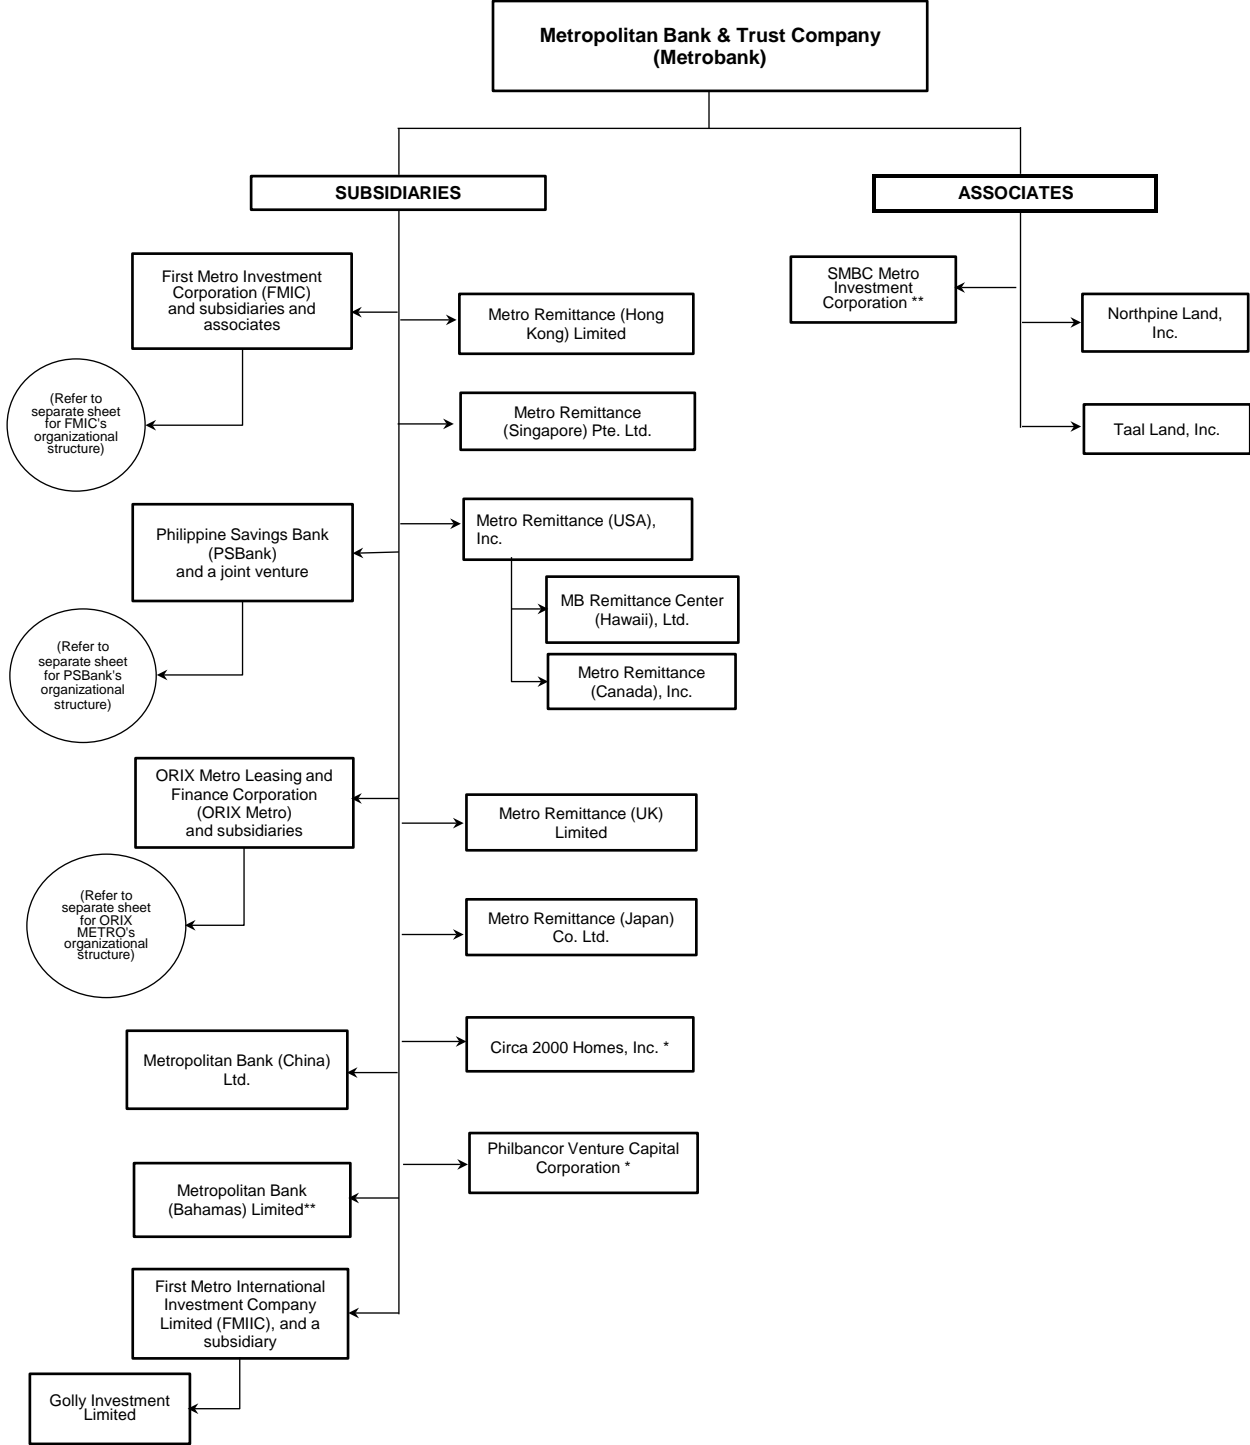 Metropolitan Bank & Trust Company
(Metrobank)
SUBSIDIARIES
ASSOCIATES
First Metro Investment
Corporation (FMIC)
and subsidiaries and
associates
Metro Remittance (Hong
Kong) Limited
SMBC Metro
Investment
Corporation **
Northpine Land,
Inc.
(Refer to
separate sheet
for FMIC's
organizational
structure)
Metro Remittance
(Singapore) Pte. Ltd.
Taal Land, Inc.
Philippine Savings Bank
(PSBank)
and a joint venture
Metro Remittance (USA),
Inc.
MB Remittance Center
(Hawaii), Ltd.
(Refer to
separate sheet
for PSBank's
organizational
structure)
Metro Remittance
(Canada), Inc.
ORIX Metro Leasing and
Finance Corporation
(ORIX Metro)
and subsidiaries
Metro Remittance (UK)
Limited
(Refer to
separate sheet
for ORIX
METRO's
organizational
structure)
Metro Remittance (Japan)
Co. Ltd.
Metropolitan Bank (China)
Ltd.
Circa 2000 Homes, Inc. *
Philbancor Venture Capital
Corporation *
Metropolitan Bank
(Bahamas) Limited**
First Metro International
Investment Company
Limited (FMIIC), and a
subsidiary
Golly Investment
Limited